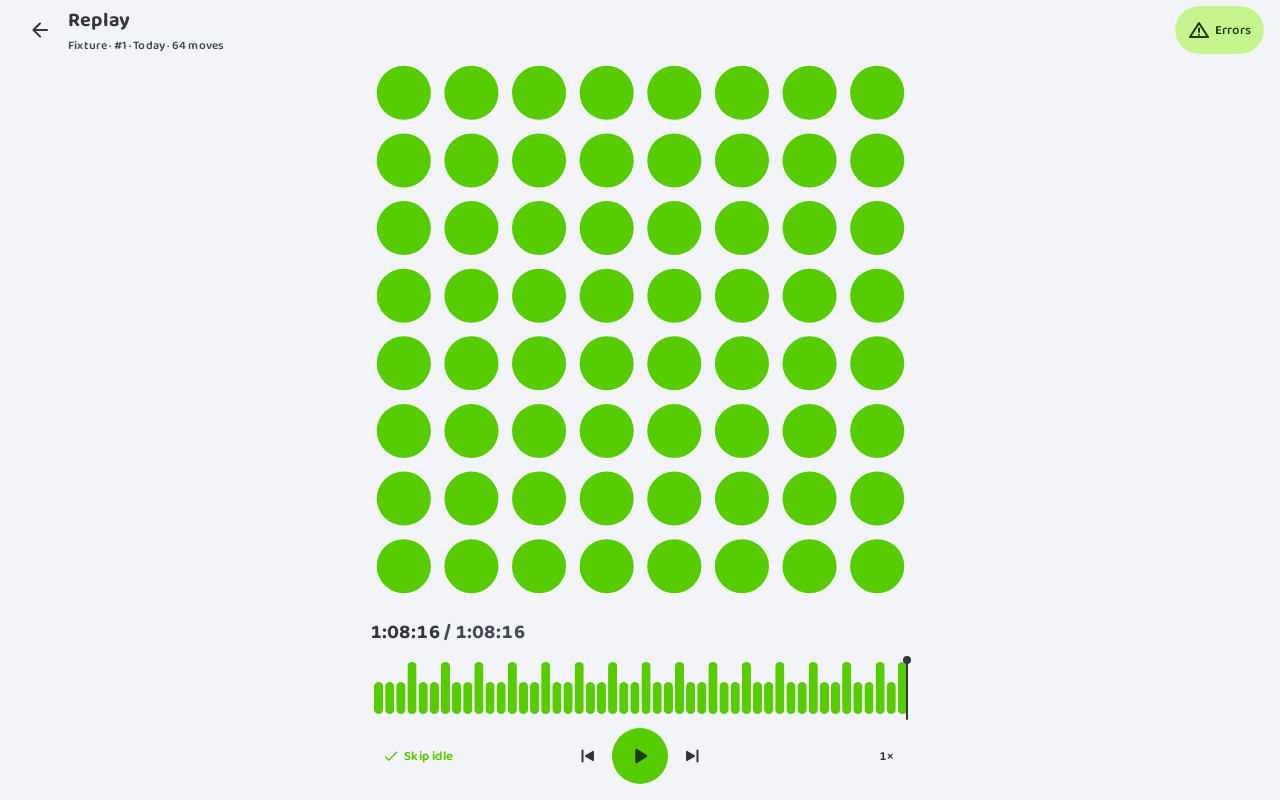 Replay
Fixture · #1 · Today · 64 moves
Errors
1:08:16 / 1:08:16
Skip idle
1×